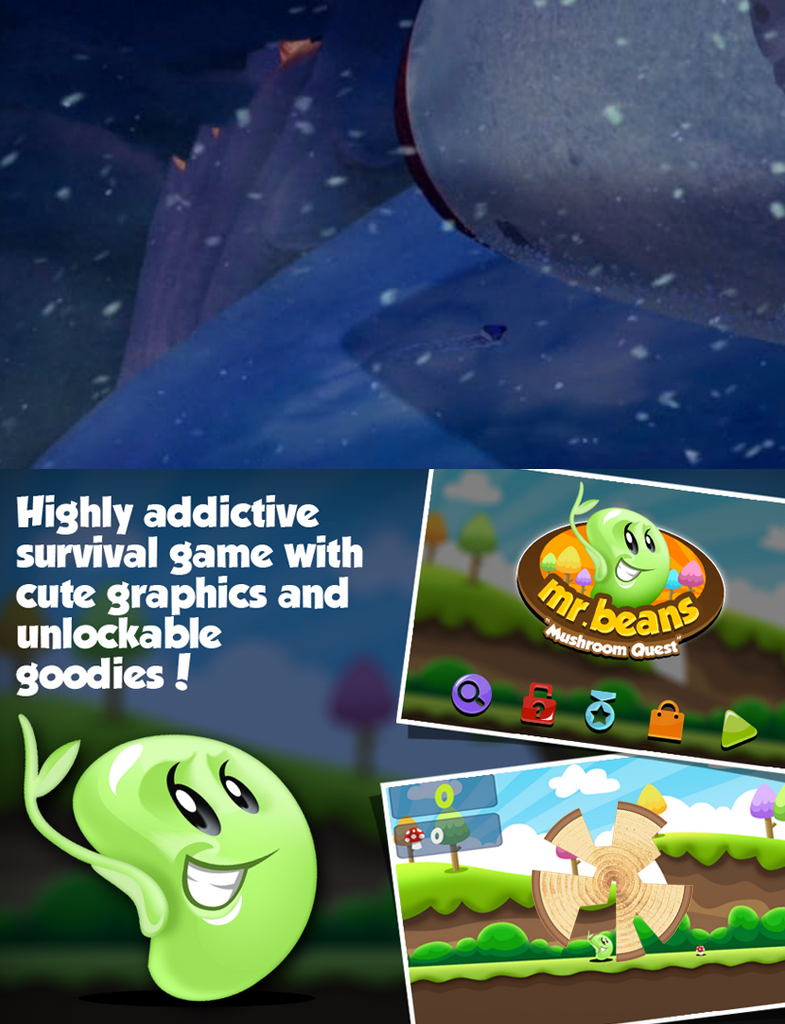 Highly addictive
survival game with
cute graphics and
unlockable
goodies!
mr.beans
"Mushroom Quest"
?
0
0